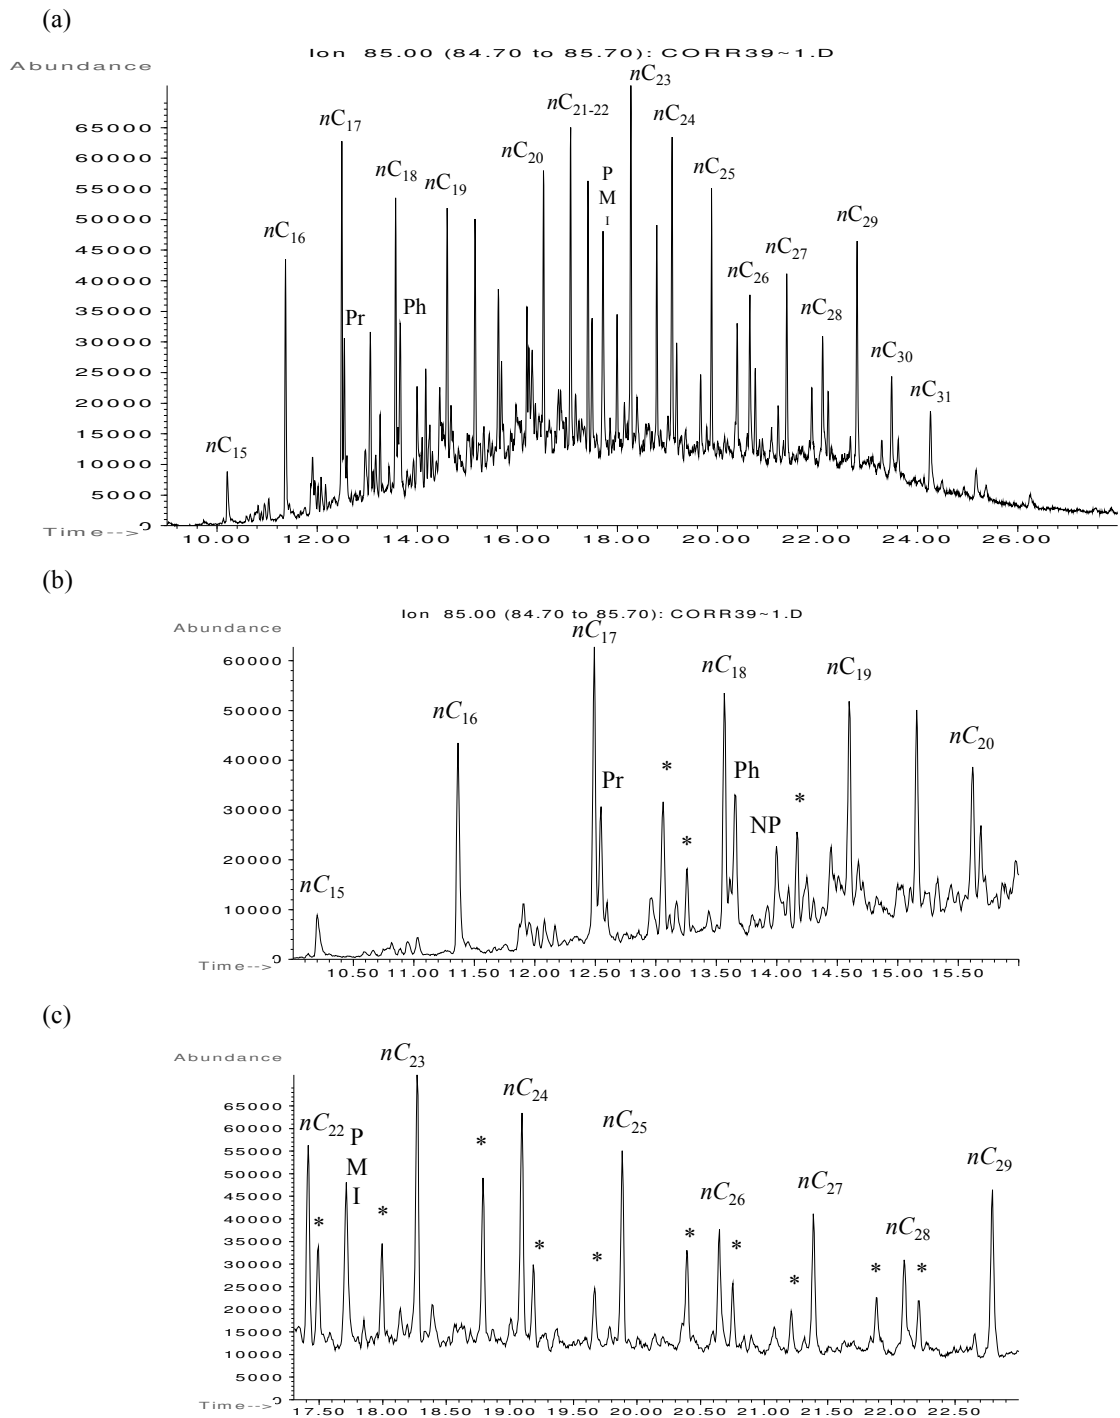 (a)
Ion 85.00 (84.70 to 85.70): CORR39~1.D
Abundance
nC23
nC17
nC21-22
nC24
nC20
nC18
nC19
nC25
P
M
I
nC16
nC29
nC27
nC26
Pr
Ph
nC28
nC30
nC31
nC15
65000
60000
55000
50000
45000
40000
35000
30000
25000
20000
15000
10000
5000
Time-->
10.00 12.00 14.00 16.00 18.00 20.00 22.00 24.00 26.00
(b)
Ion 85.00 (84.70 to 85.70): CORR39~1.D
Abundance
nC17
nC18
nC19
nC16
nC20
Pr
*
Ph
*
NP
*
nC15
60000
50000
40000
30000
20000
10000
Time-->
10.50 11.00 11.50 12.00 12.50 13.00 13.50 14.00 14.50 15.00 15.50
(c)
Abundance
nC23
nC24
nC22
P
M
I
*
nC25
nC29
nC27
nC26
*
*
*
*
nC28
*
*
*
*
*
65000
60000
55000
50000
45000
40000
35000
30000
25000
20000
15000
10000
5000
Time-->
17.50 18.00 18.50 19.00 19.50 20.00 20.50 21.00 21.50 22.00 22.50